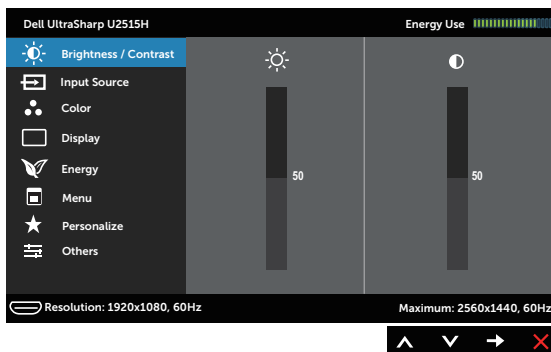 Dell UltraSharp U2515H
Energy Use
Brightness / Contrast
Input Source
Color
Display
Energy
Menu
Personalize
Others
50
50
Resolution: 1920x1080, 60Hz
Maximum: 2560x1440, 60Hz